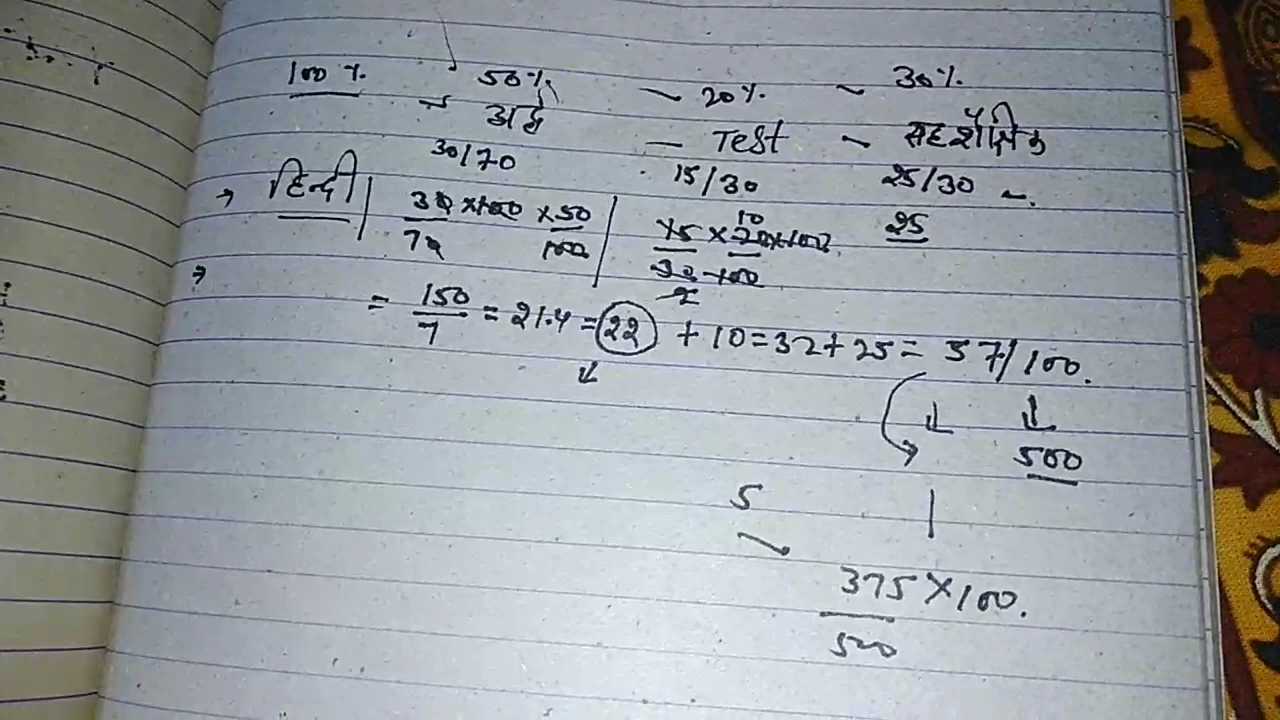 100 %. 50 %. ~ 20 %. ~ 30 %.
~ अर्द्ध — Test ~ सहशैक्षिक
30/70 15/30 25/30 ~.
→ हिन्दी | 30×100/70 × 50/100 | 15×20×100/30 100 10 2 25
→
= 150/7 = 21.4 = 22 + 10 = 32 + 25 = 57/100.
↓ ↓ ↓
500
5 |
~ 375 × 100.
500